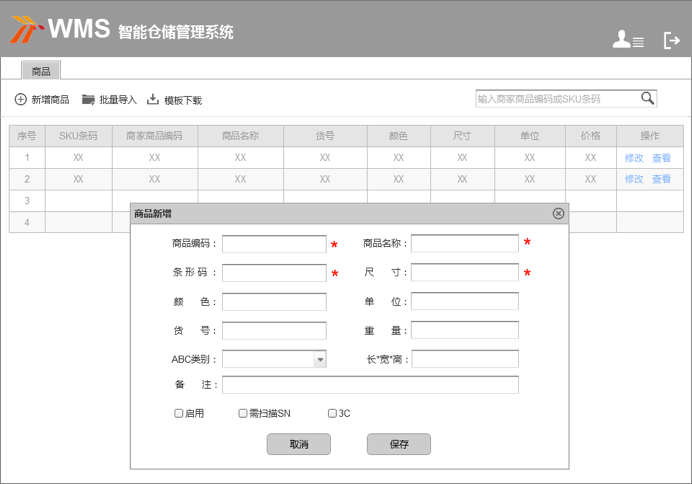 WMS 智能仓储管理系统
商品
新增商品 批量导入 模板下载 输入商家商品编码或SKU条码
序号 SKU条码 商家商品编码 商品名称 货号 颜色 尺寸 单位 价格 操作
1 XX XX XX XX XX XX XX XX 修改 查看
2 XX XX XX XX XX XX XX XX 修改 查看
3
4
商品新增
商品编码： * 商品名称： *
条形码： * 尺 寸： *
颜 色： 单 位：
货 号： 重 量：
ABC类别： 长*宽*高：
备 注：
启用 需扫描SN 3C
取消 保存